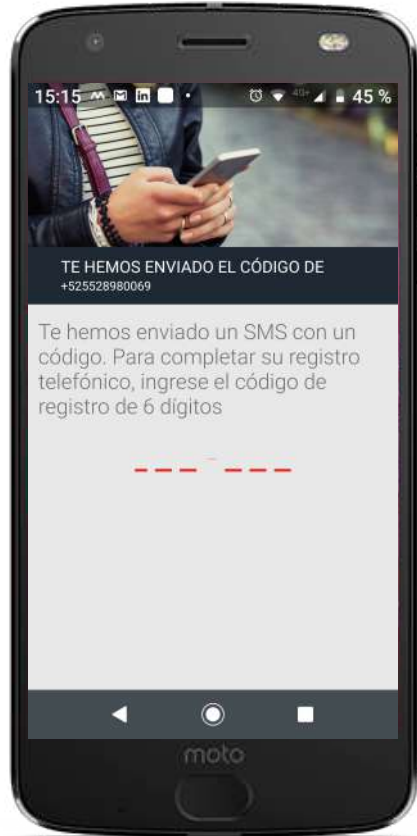 15:15 45 %
TE HEMOS ENVIADO EL CÓDIGO DE
+525528980069
Te hemos enviado un SMS con un
código. Para completar su registro
telefónico, ingrese el código de
registro de 6 dígitos
moto